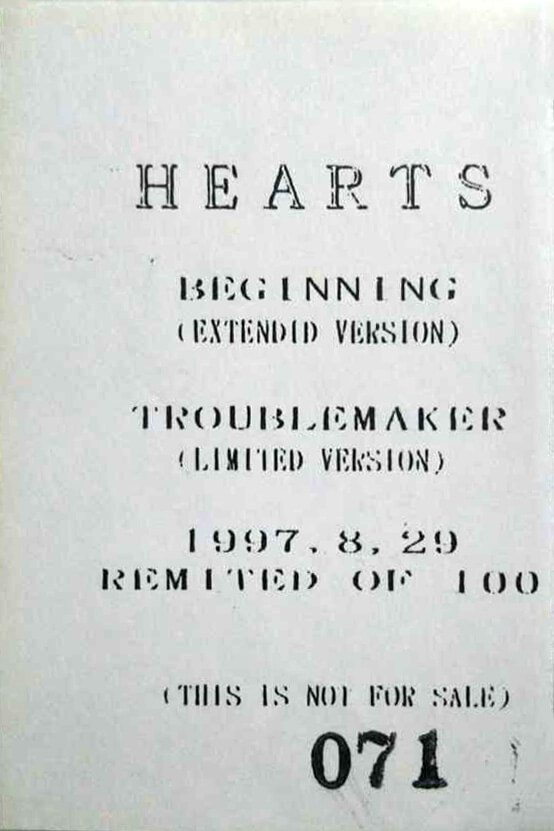 HEARTS
BEGINNING
(EXTENDID VERSION)
TROUBLEMAKER
(LIMITED VERSION)
1997.8.29
REMITED OF 100
(THIS IS NOT FOR SALE)
071